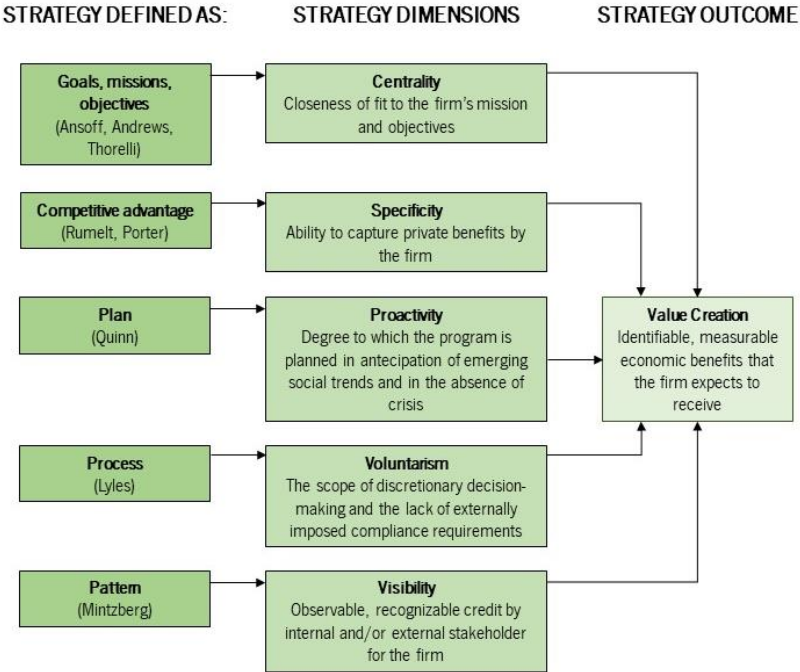 STRATEGY DEFINED AS:
STRATEGY DIMENSIONS
STRATEGY OUTCOME
Goals, missions,
objectives
(Ansoff, Andrews,
Thorelli)
Centrality
Closeness of fit to the firm's mission
and objectives
Competitive advantage
(Rumelt, Porter)
Specificity
Ability to capture private benefits by
the firm
Plan
(Quinn)
Proactivity
Degree to which the program is
planned in antecipation of emerging
social trends and in the absence of
crisis
Value Creation
Identifiable, measurable
economic benefits that
the firm expects to
receive
Process
(Lyles)
Voluntarism
The scope of discretionary decision-
making and the lack of externally
imposed compliance requirements
Pattern
(Mintzberg)
Visibility
Observable, recognizable credit by
internal and/or external stakeholder
for the firm